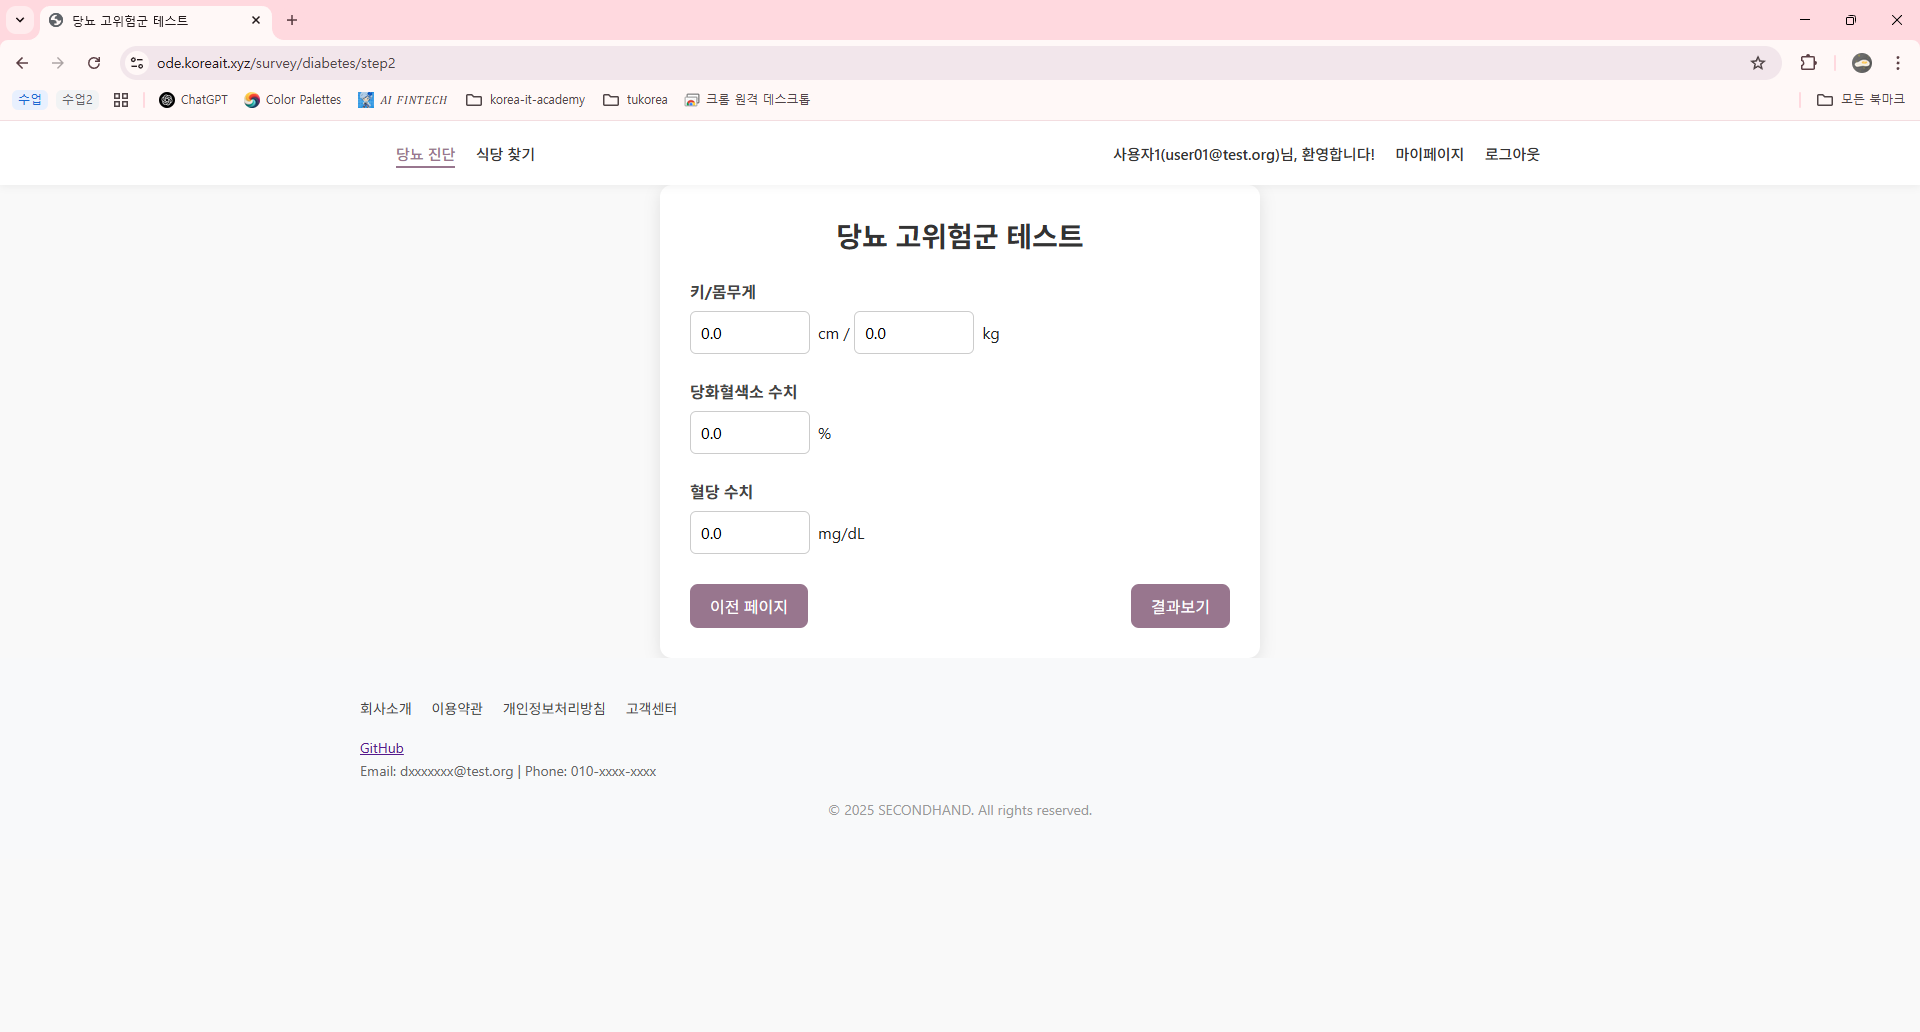 당뇨 고위험군 테스트
ode.koreait.xyz/survey/diabetes/step2
수업 수업2 ChatGPT Color Palettes AI FINTECH korea-it-academy tukorea 크롬 원격 데스크톱 모든 북마크
당뇨 진단 식당 찾기 사용자1(user01@test.org)님, 환영합니다! 마이페이지 로그아웃
당뇨 고위험군 테스트
키/몸무게
0.0 cm / 0.0 kg
당화혈색소 수치
0.0 %
혈당 수치
0.0 mg/dL
이전 페이지 결과보기
회사소개 이용약관 개인정보처리방침 고객센터
GitHub
Email: dxxxxxxx@test.org | Phone: 010-xxxx-xxxx
© 2025 SECONDHAND. All rights reserved.